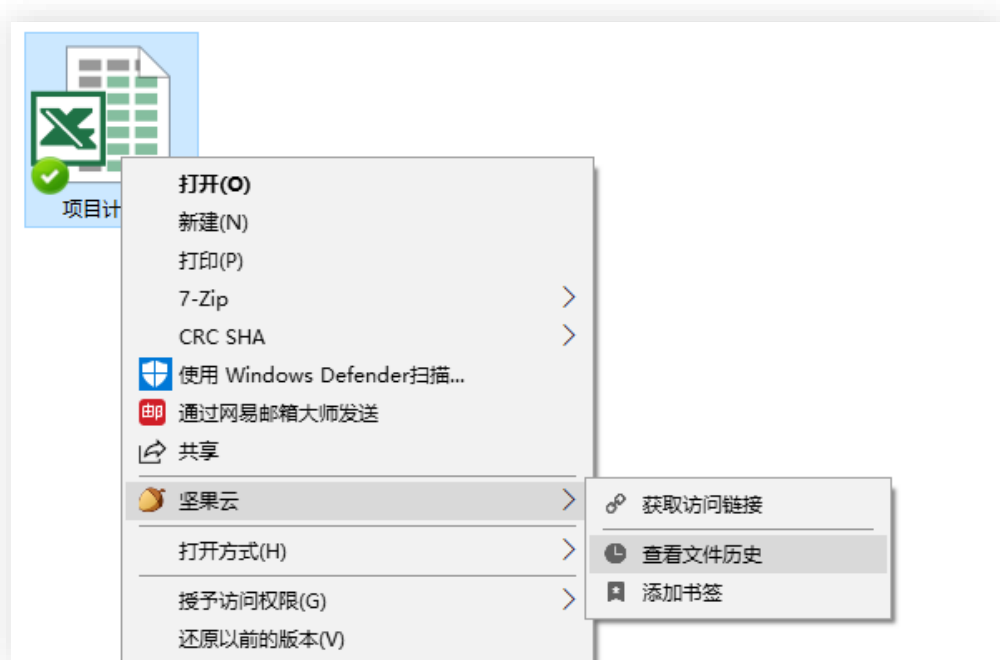 项目计
打开(O)
新建(N)
打印(P)
7-Zip
CRC SHA
使用 Windows Defender扫描...
邮 通过网易邮箱大师发送
共享
坚果云
获取访问链接
打开方式(H)
查看文件历史
添加书签
授予访问权限(G)
还原以前的版本(V)